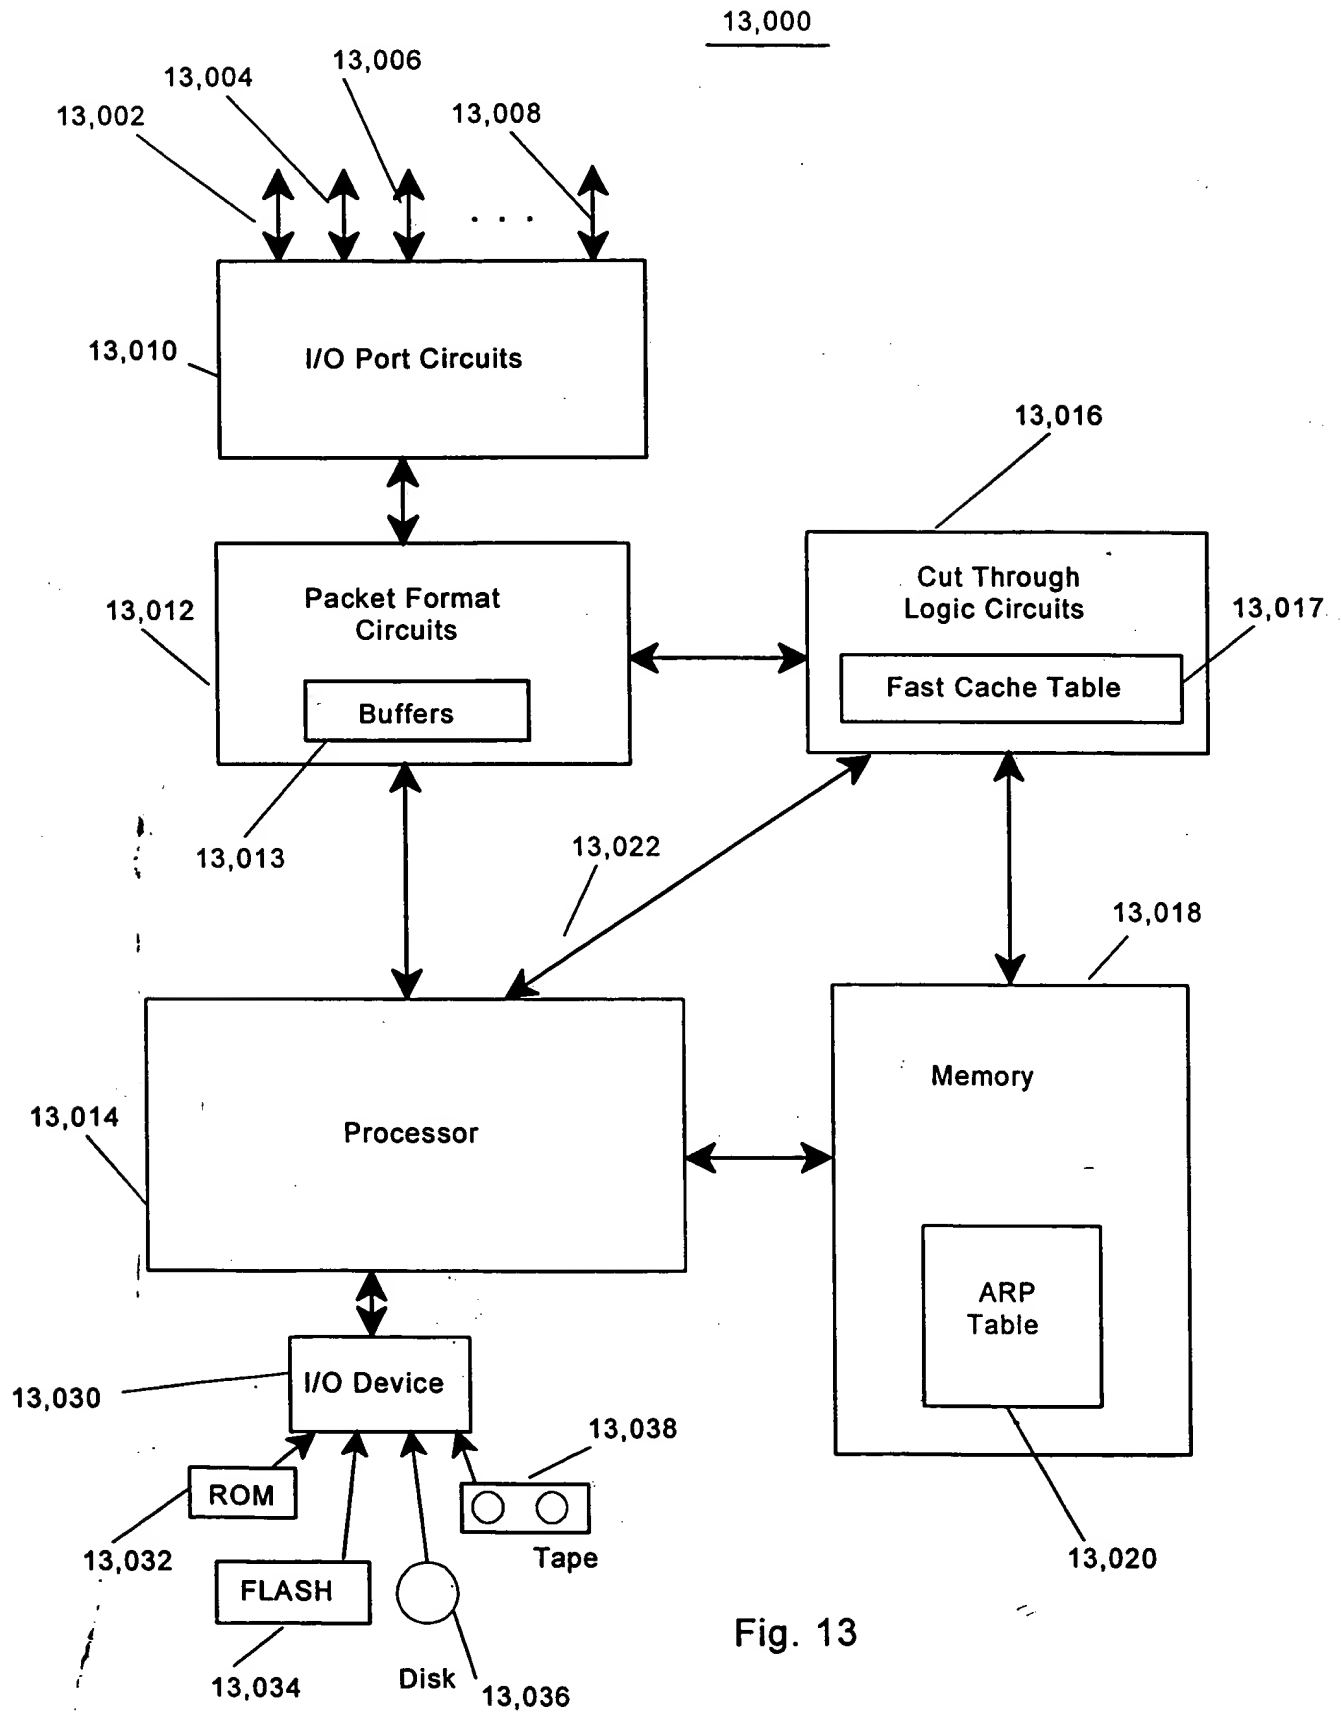 13,000
13,006
13,004
13,008
13,002
. . .
I/O Port Circuits
13,010
13,016
Cut Through
Logic Circuits
13,017
Packet Format
Circuits
13,012
Fast Cache Table
Buffers
13,013
13,022
13,018
Memory
13,014
Processor
ARP
Table
I/O Device
13,030
13,038
ROM
13,032
Tape
13,020
FLASH
Fig. 13
13,034
Disk
13,036